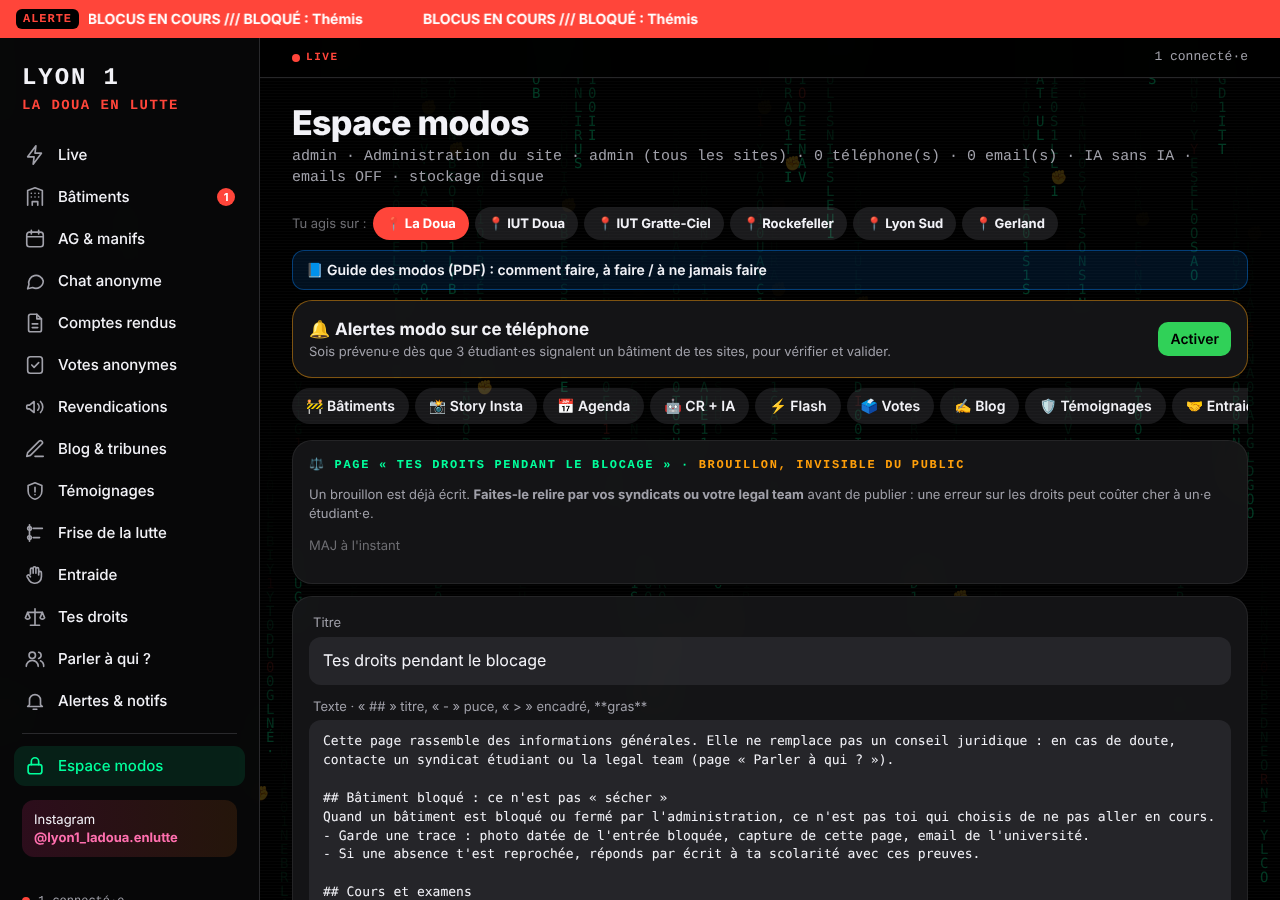 ALERTE BLOCUS EN COURS /// BLOQUÉ : Thémis BLOCUS EN COURS /// BLOQUÉ : Thémis
LYON 1
LA DOUA EN LUTTE
Live
Bâtiments 1
AG & manifs
Chat anonyme
Comptes rendus
Votes anonymes
Revendications
Blog & tribunes
Témoignages
Frise de la lutte
Entraide
Tes droits
Parler à qui ?
Alertes & notifs
Espace modos
Instagram
@lyon1_ladoua.enlutte
1 connecté·e
LIVE 1 connecté·e
Espace modos
admin · Administration du site · admin (tous les sites) · 0 téléphone(s) · 0 email(s) · IA sans IA ·
emails OFF · stockage disque
Tu agis sur : 📍 La Doua 📍 IUT Doua 📍 IUT Gratte-Ciel 📍 Rockefeller 📍 Lyon Sud 📍 Gerland
📘 Guide des modos (PDF) : comment faire, à faire / à ne jamais faire
🔔 Alertes modo sur ce téléphone
Sois prévenu·e dès que 3 étudiant·es signalent un bâtiment de tes sites, pour vérifier et valider.
Activer
🚧 Bâtiments 📸 Story Insta 📅 Agenda 🤖 CR + IA ⚡ Flash 🗳️ Votes ✍️ Blog 🛡️ Témoignages 🤝 Entraid
⚖️ PAGE « TES DROITS PENDANT LE BLOCAGE » · BROUILLON, INVISIBLE DU PUBLIC
Un brouillon est déjà écrit. Faites-le relire par vos syndicats ou votre legal team avant de publier : une erreur sur les droits peut coûter cher à un·e
étudiant·e.
MAJ à l'instant
Titre
Tes droits pendant le blocage
Texte · « ## » titre, « - » puce, « > » encadré, **gras**
Cette page rassemble des informations générales. Elle ne remplace pas un conseil juridique : en cas de doute,
contacte un syndicat étudiant ou la legal team (page « Parler à qui ? »).
## Bâtiment bloqué : ce n'est pas « sécher »
Quand un bâtiment est bloqué ou fermé par l'administration, ce n'est pas toi qui choisis de ne pas aller en cours.
- Garde une trace : photo datée de l'entrée bloquée, capture de cette page, email de l'université.
- Si une absence t'est reprochée, réponds par écrit à ta scolarité avec ces preuves.
## Cours et examens